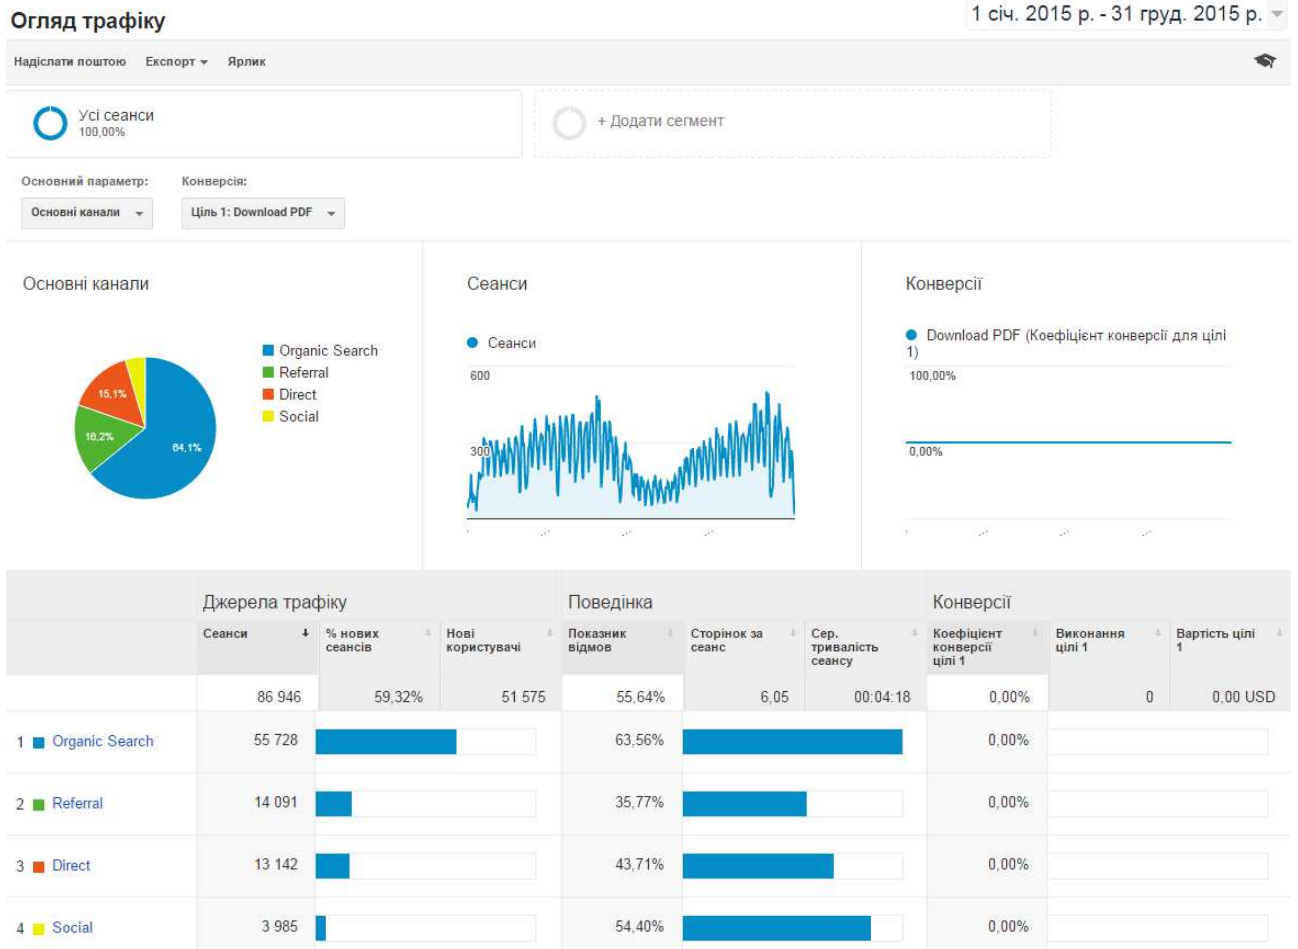 Огляд трафіку
1 січ. 2015 р. - 31 груд. 2015 р.
Надіслати поштою Експорт Ярлик
Усі сеанси
100,00%
+ Додати сегмент
Основний параметр: Конверсія:
Основні канали Ціль 1: Download PDF
Основні канали
Organic Search
Referral
Direct
Social
15,1%
16,2%
64,1%
Сеанси
Сеанси
600
300
Конверсії
Download PDF (Коефіцієнт конверсії для цілі
1)
100,00%
0,00%
Джерела трафіку Поведінка Конверсії
Сеанси % нових сеансів Нові користувачі Показник відмов Сторінок за сеанс Сер. тривалість сеансу Коефіцієнт конверсії цілі 1 Виконання цілі 1 Вартість цілі 1
86 946 59,32% 51 575 55,64% 6,05 00:04:18 0,00% 0 0,00 USD
1 Organic Search 55 728 63,56% 0,00%
2 Referral 14 091 35,77% 0,00%
3 Direct 13 142 43,71% 0,00%
4 Social 3 985 54,40% 0,00%